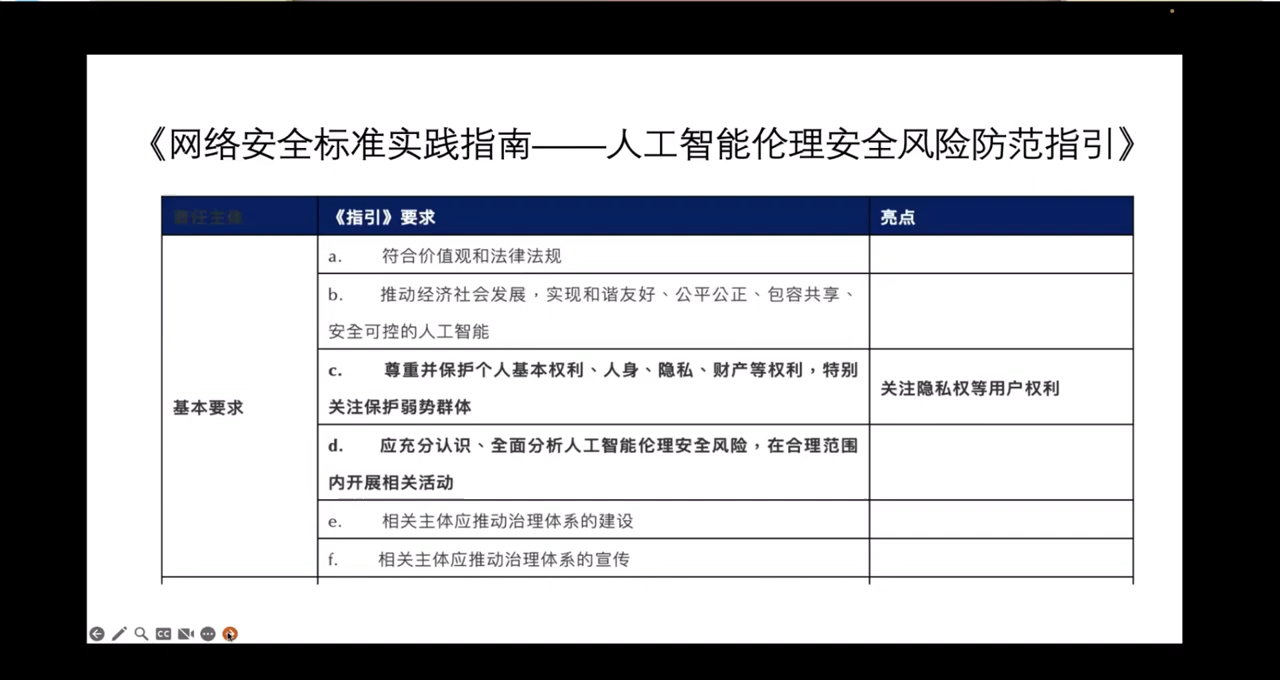 《网络安全标准实践指南——人工智能伦理安全风险防范指引》
责任主体
《指引》要求
亮点
基本要求
a. 符合价值观和法律法规
b. 推动经济社会发展，实现和谐友好、公平公正、包容共享、
安全可控的人工智能
c. 尊重并保护个人基本权利、人身、隐私、财产等权利，特别
关注保护弱势群体
关注隐私权等用户权利
d. 应充分认识、全面分析人工智能伦理安全风险，在合理范围
内开展相关活动
e. 相关主体应推动治理体系的建设
f. 相关主体应推动治理体系的宣传
CC